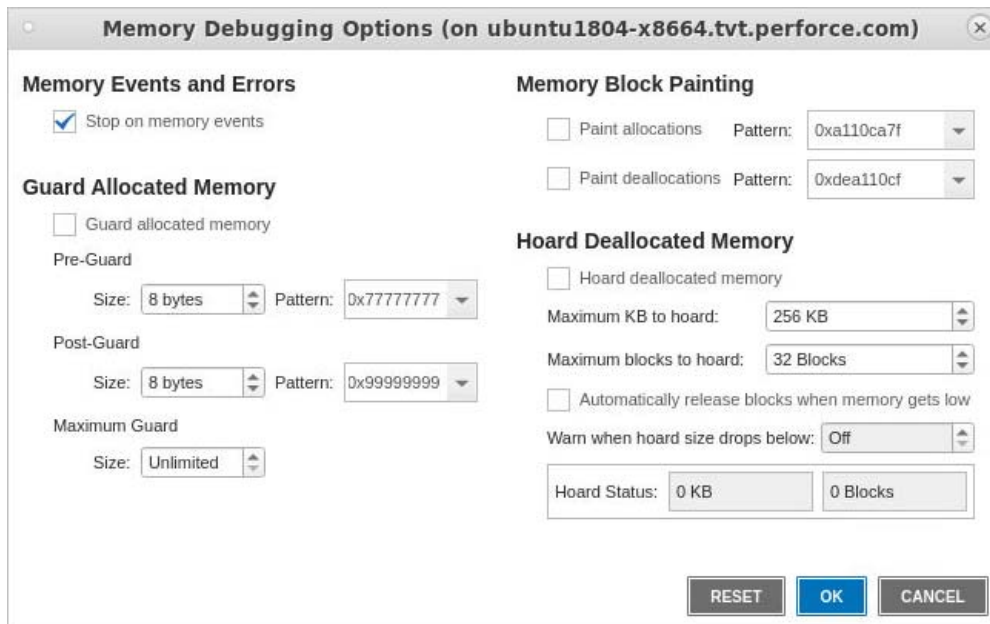 Memory Debugging Options (on ubuntu1804-x8664.tvt.perforce.com)
Memory Events and Errors
Stop on memory events
Guard Allocated Memory
Guard allocated memory
Pre-Guard
Size: 8 bytes Pattern: 0x77777777
Post-Guard
Size: 8 bytes Pattern: 0x99999999
Maximum Guard
Size: Unlimited
Memory Block Painting
Paint allocations Pattern: 0xa110ca7f
Paint deallocations Pattern: 0xdea110cf
Hoard Deallocated Memory
Hoard deallocated memory
Maximum KB to hoard: 256 KB
Maximum blocks to hoard: 32 Blocks
Automatically release blocks when memory gets low
Warn when hoard size drops below: Off
Hoard Status: 0 KB 0 Blocks
RESET OK CANCEL